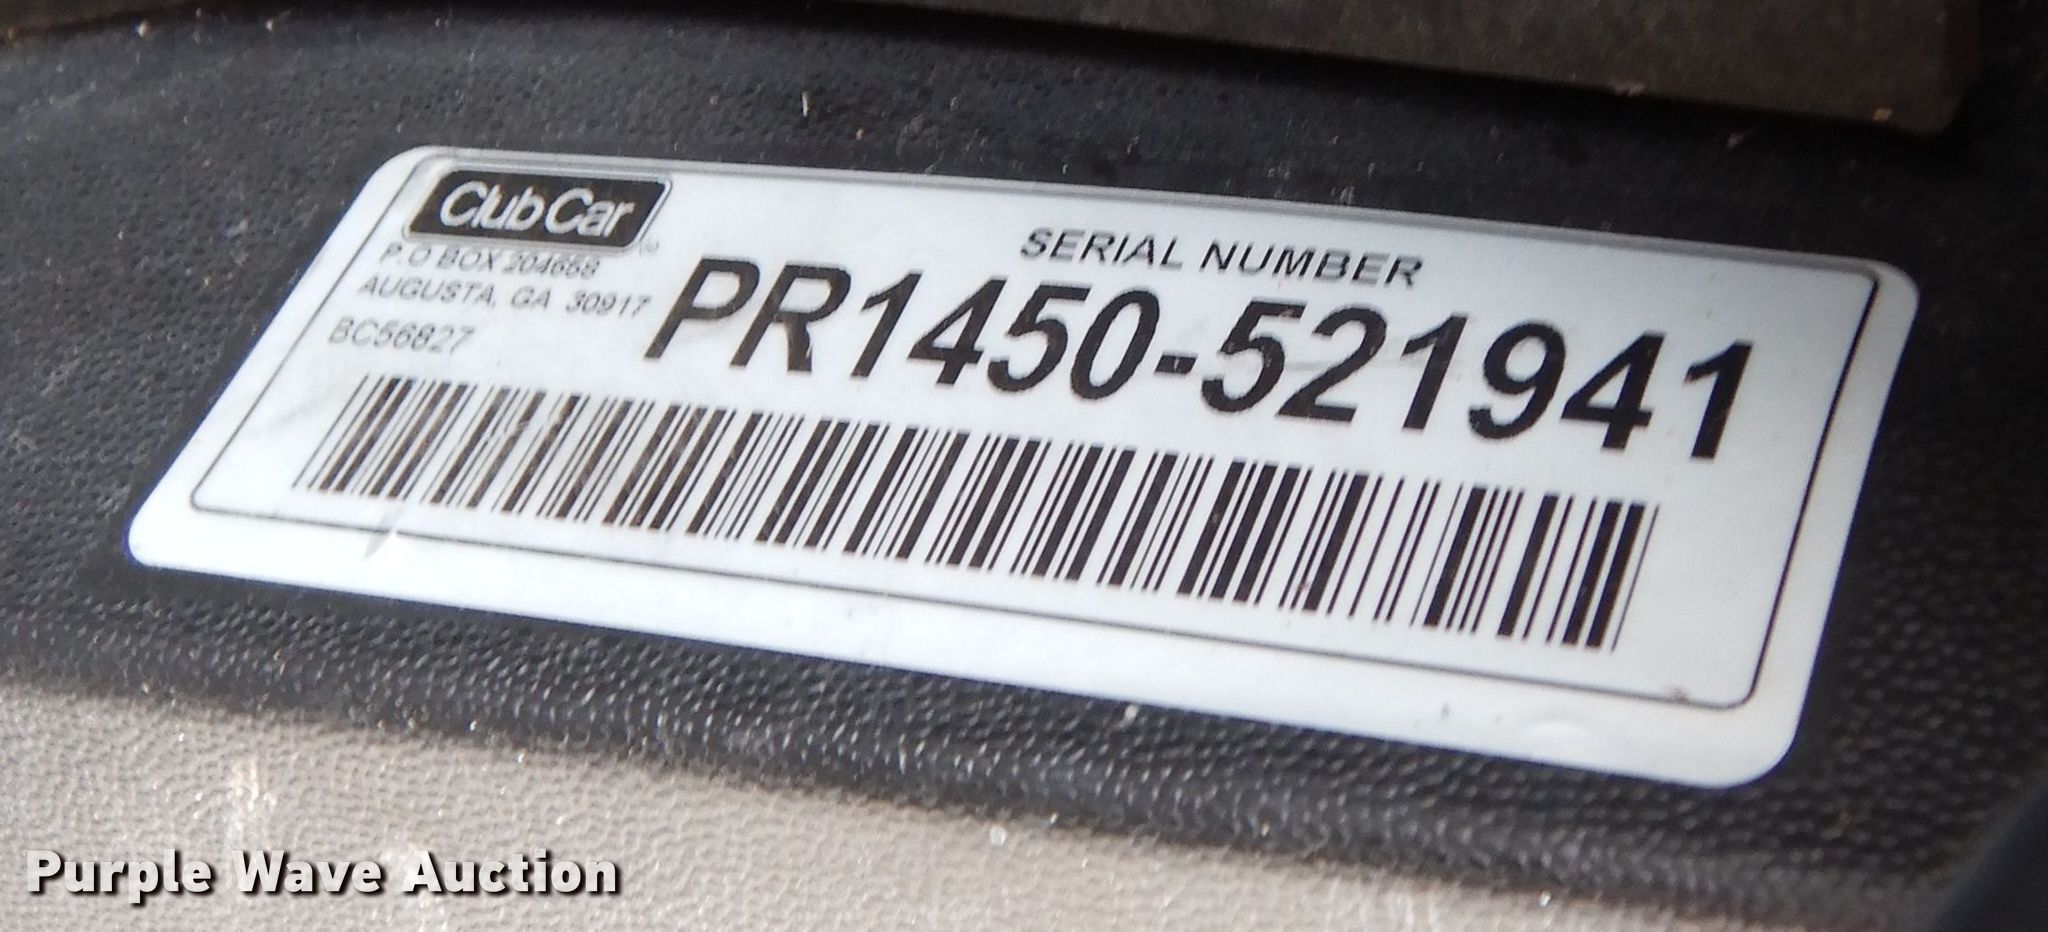 Club Car
P.O BOX 204658
AUGUSTA, GA 30917
BC56827
SERIAL NUMBER
PR1450-521941
Purple Wave Auction